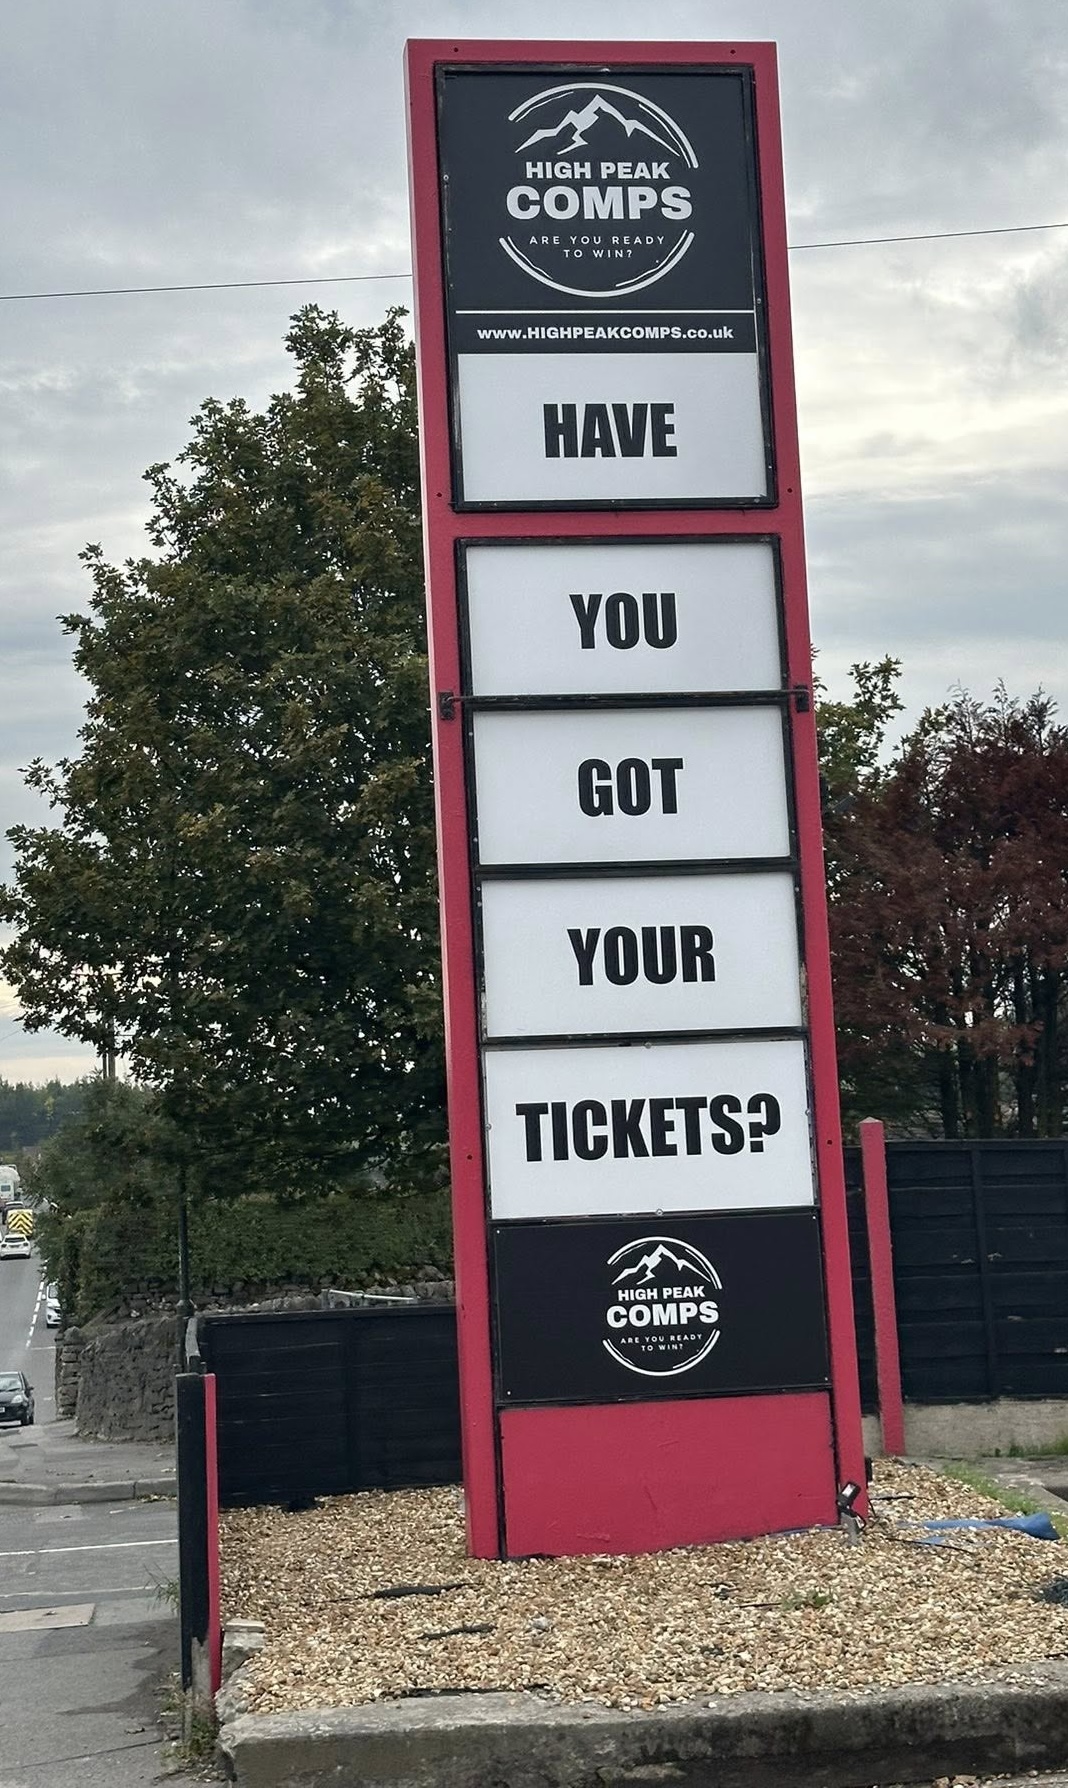 HIGH PEAK
COMPS
ARE YOU READY
TO WIN?
www.HIGHPEAKCOMPS.co.uk
HAVE
YOU
GOT
YOUR
TICKETS?
HIGH PEAK
COMPS
ARE YOU READY
TO WIN?